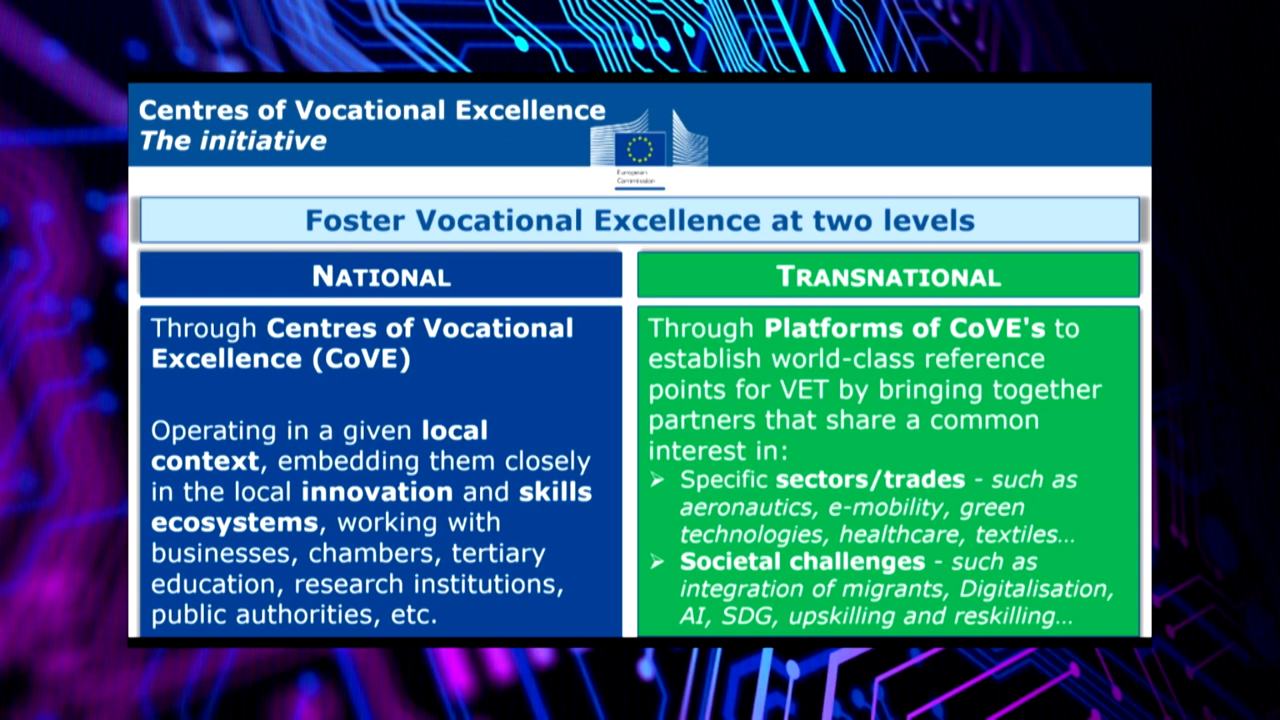 Centres of Vocational Excellence
The initiative
European
Commission
Foster Vocational Excellence at two levels
NATIONAL
Through Centres of Vocational
Excellence (CoVE)
Operating in a given local
context, embedding them closely
in the local innovation and skills
ecosystems, working with
businesses, chambers, tertiary
education, research institutions,
public authorities, etc.
TRANSNATIONAL
Through Platforms of CoVE's to
establish world-class reference
points for VET by bringing together
partners that share a common
interest in:
➢ Specific sectors/trades - such as
aeronautics, e-mobility, green
technologies, healthcare, textiles...
➢ Societal challenges - such as
integration of migrants, Digitalisation,
AI, SDG, upskilling and reskilling...